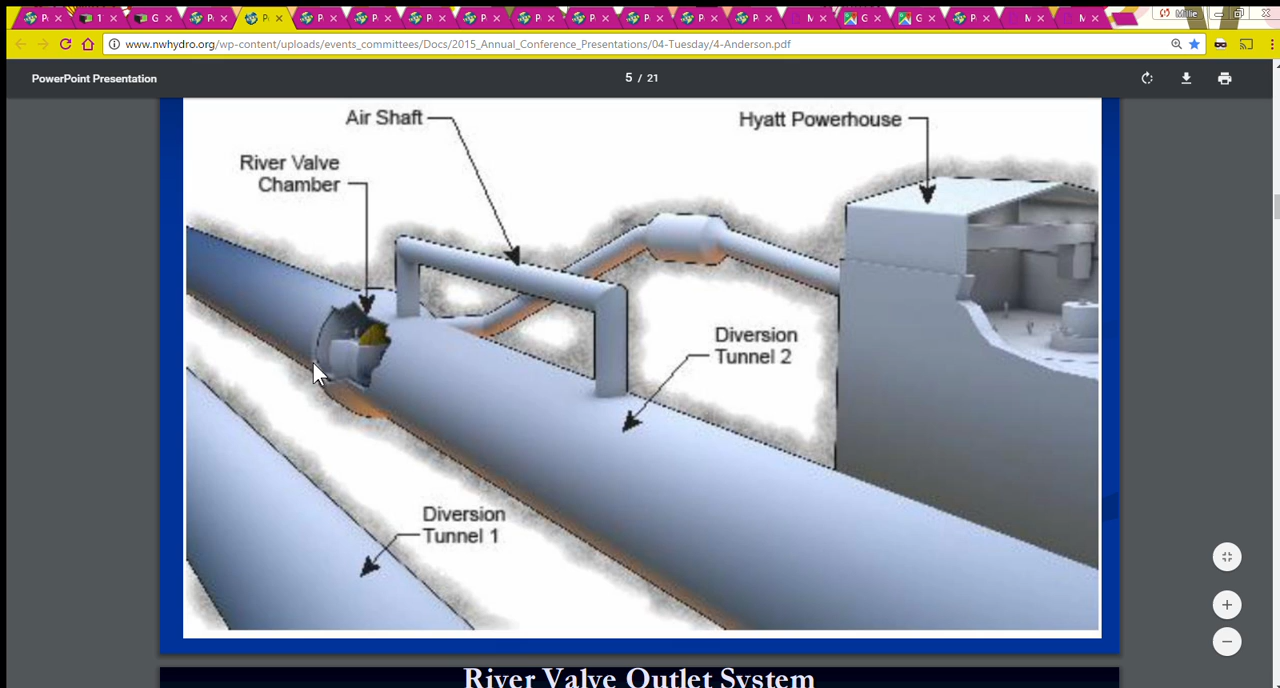 Millie
www.nwhydro.org/wp-content/uploads/events_committees/Docs/2015_Annual_Conference_Presentations/04-Tuesday/4-Anderson.pdf
PowerPoint Presentation
5 / 21
Air Shaft
Hyatt Powerhouse
River Valve
Chamber
Diversion
Tunnel 2
Diversion
Tunnel 1
River Valve Outlet System